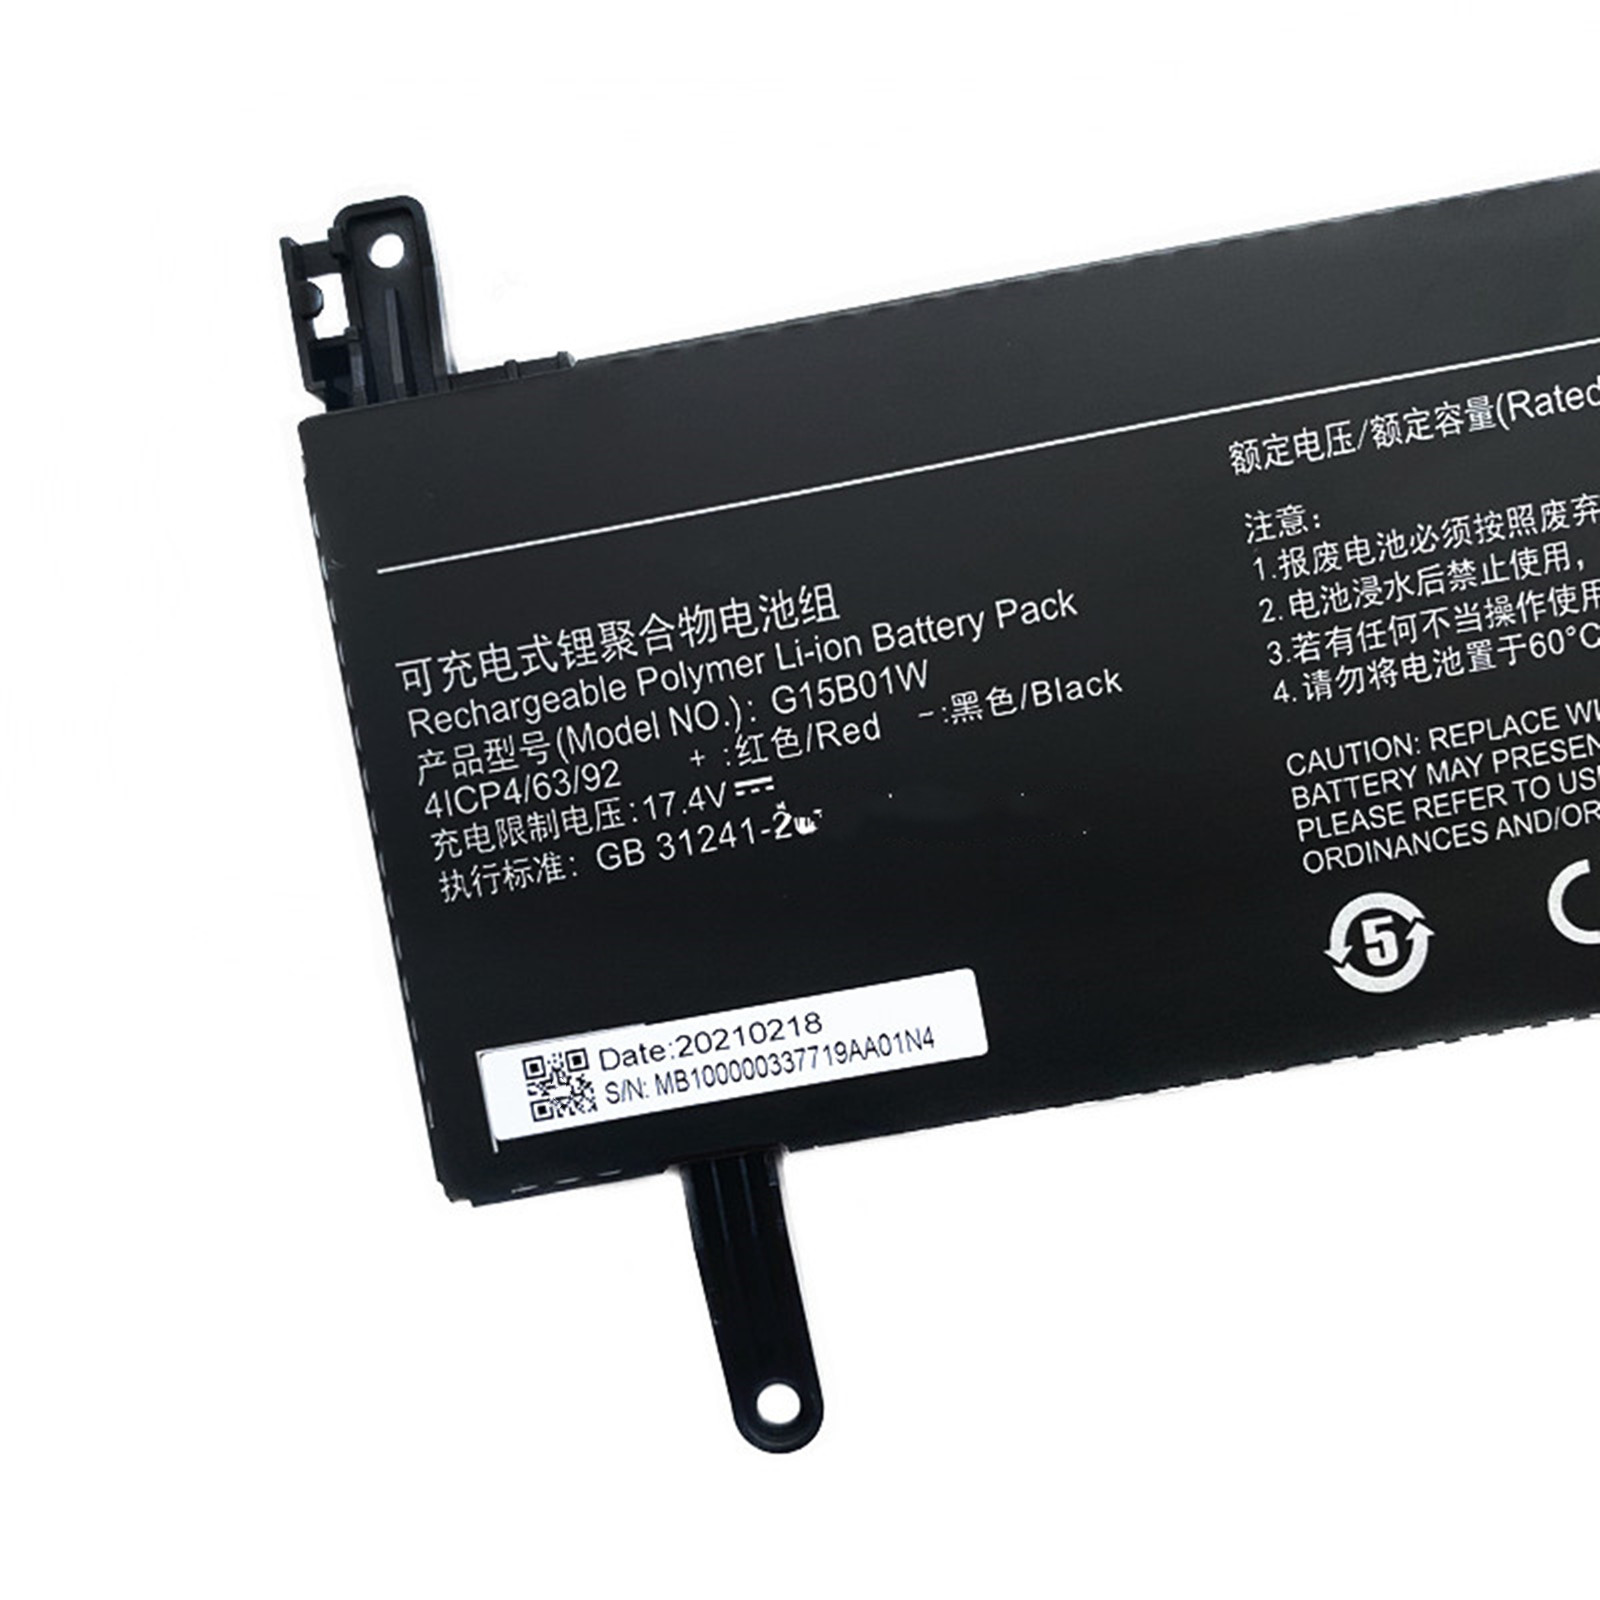 可充电式锂聚合物电池组
Rechargeable Polymer Li-ion Battery Pack
产品型号(Model NO.): G15B01W
4ICP4/63/92 + :红色/Red -:黑色/Black
充电限制电压:17.4V
执行标准: GB 31241-2
Date:20210218
S/N: MB100000337719AA01N4
额定电压/额定容量(Rated
注意:
1.报废电池必须按照废弃
2.电池浸水后禁止使用,
3.若有任何不当操作使用
4.请勿将电池置于60°C
CAUTION: REPLACE
BATTERY MAY PRESEN
PLEASE REFER TO
ORDINANCES AND/OR
5